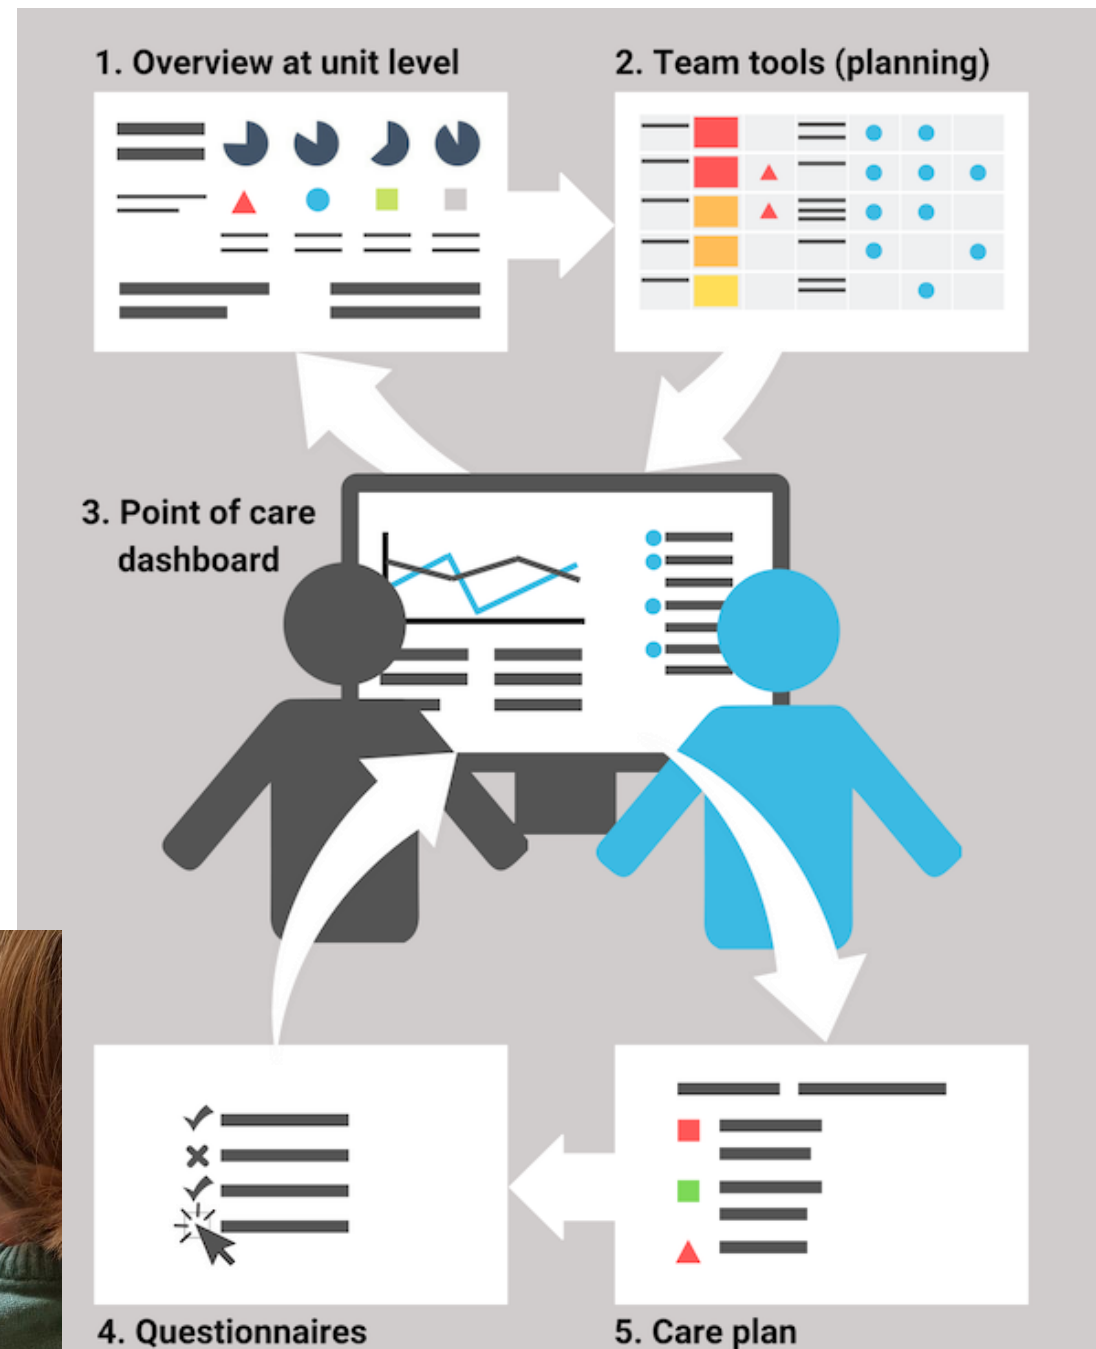 1. Overview at unit level
2. Team tools (planning)
3. Point of care
dashboard
4. Questionnaires
5. Care plan